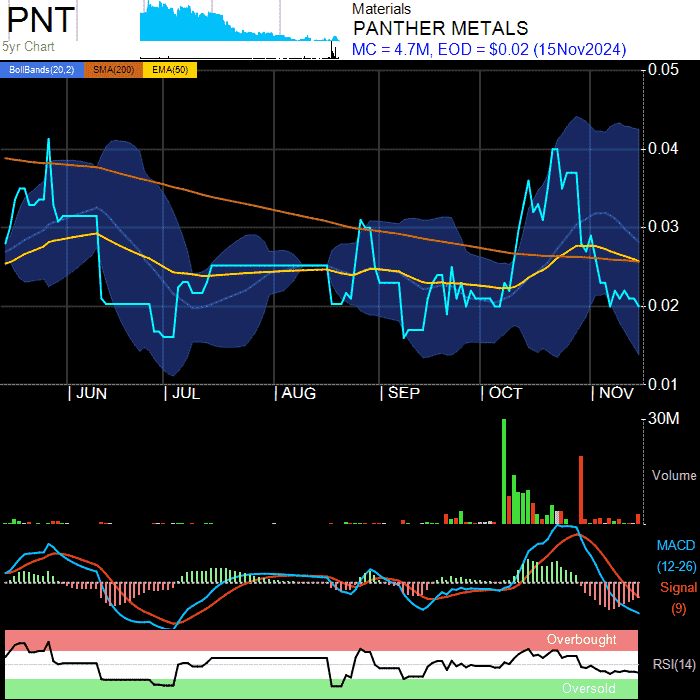 PNT
5yr Chart
Materials
PANTHER METALS
MC = 4.7M, EOD = $0.02 (15Nov2024)
BollBands(20,2) SMA(200) EMA(50)
0.05
0.04
0.03
0.02
0.01
JUN JUL AUG SEP OCT NOV
30M
Volume
MACD
(12-26)
Signal
(9)
Overbought
RSI(14)
Oversold